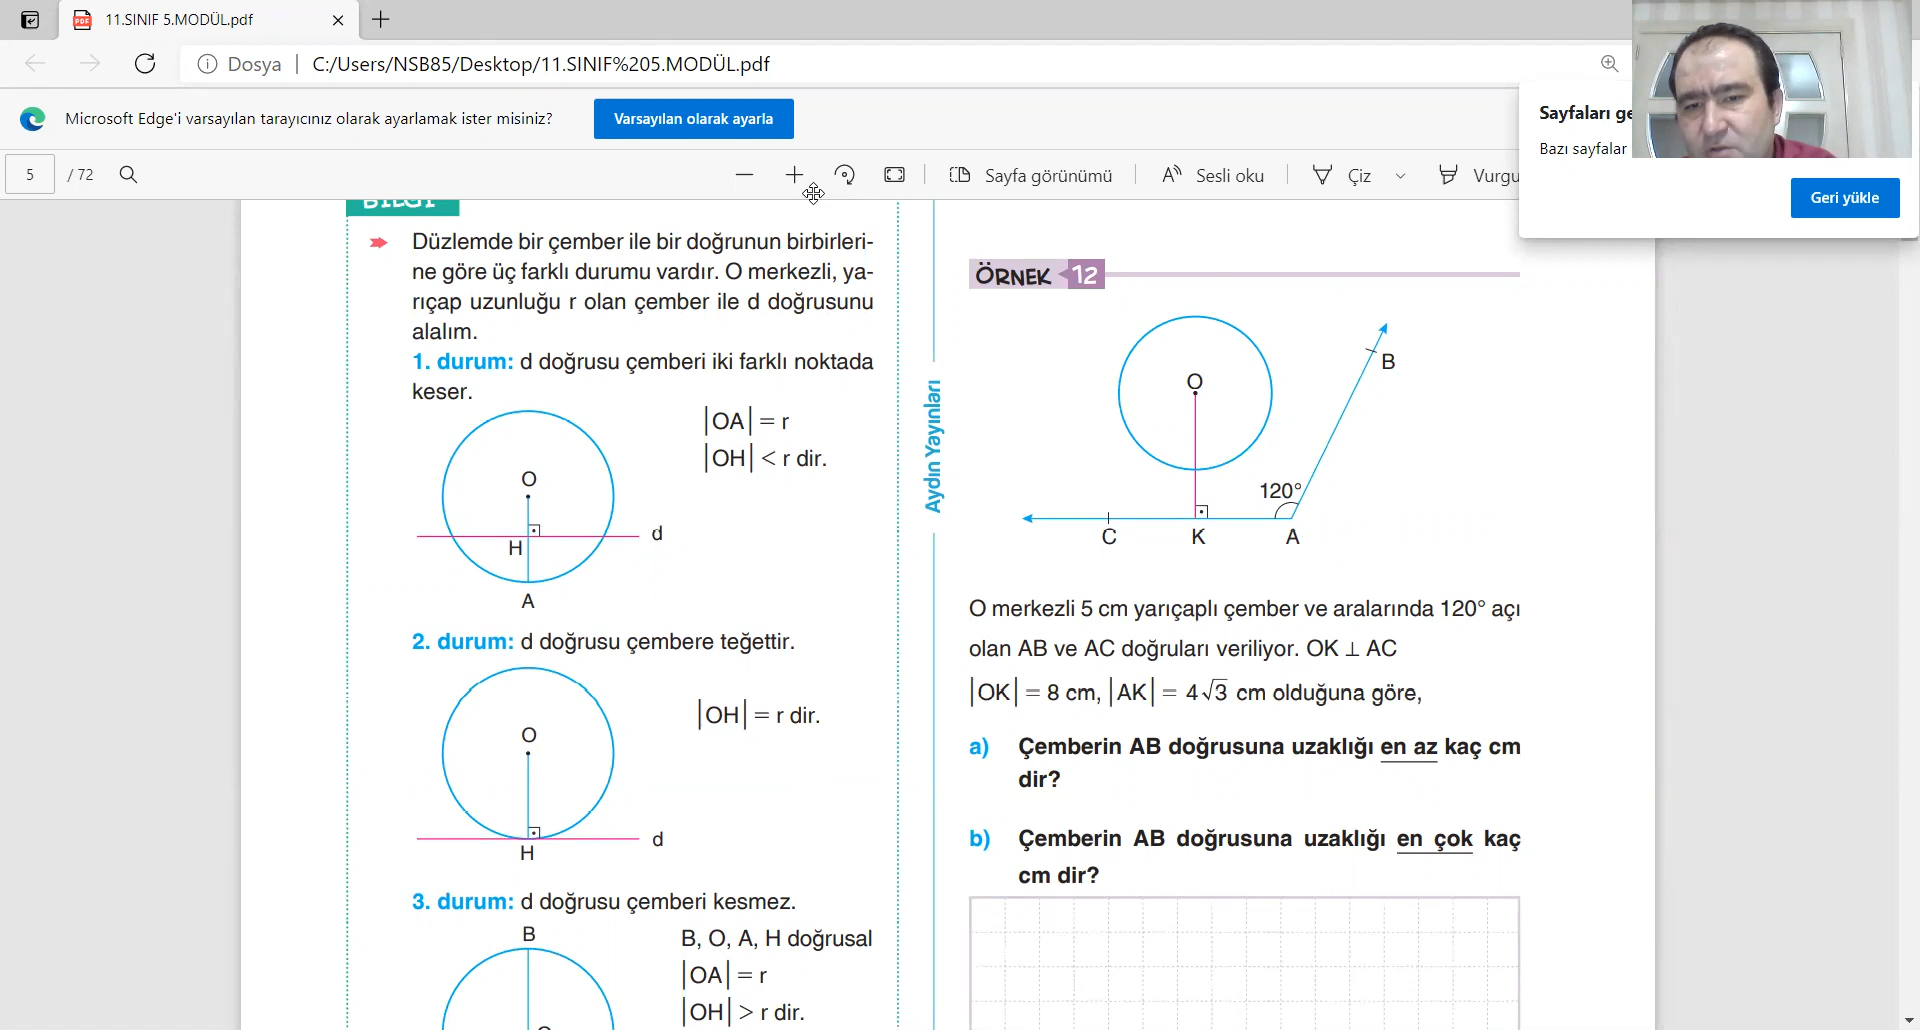 11.SINIF 5.MODÜL.pdf
Dosya
C:/Users/NSB85/Desktop/11.SINIF%205.MODÜL.pdf
Microsoft Edge'i varsayılan tarayıcınız olarak ayarlamak ister misiniz?
Varsayılan olarak ayarla
Sayfaları ge
Bazı sayfalar
Geri yükle
5 / 72
Sayfa görünümü
Sesli oku
Çiz
Vurgu
BİLGİ
Düzlemde bir çember ile bir doğrunun birbirleri-
ne göre üç farklı durumu vardır. O merkezli, ya-
rıçap uzunluğu r olan çember ile d doğrusunu
alalım.
1. durum: d doğrusu çemberi iki farklı noktada
keser.
|OA| = r
|OH| < r dir.
O
H
d
A
2. durum: d doğrusu çembere teğettir.
|OH| = r dir.
O
d
H
3. durum: d doğrusu çemberi kesmez.
B
B, O, A, H doğrusal
|OA| = r
|OH| > r dir.
Aydın Yayınları
ÖRNEK 12
O
B
120°
C K A
O merkezli 5 cm yarıçaplı çember ve aralarında 120° açı
olan AB ve AC doğruları veriliyor. OK ⊥ AC
|OK| = 8 cm, |AK| = 4√3 cm olduğuna göre,
a) Çemberin AB doğrusuna uzaklığı en az kaç cm
dir?
b) Çemberin AB doğrusuna uzaklığı en çok kaç
cm dir?